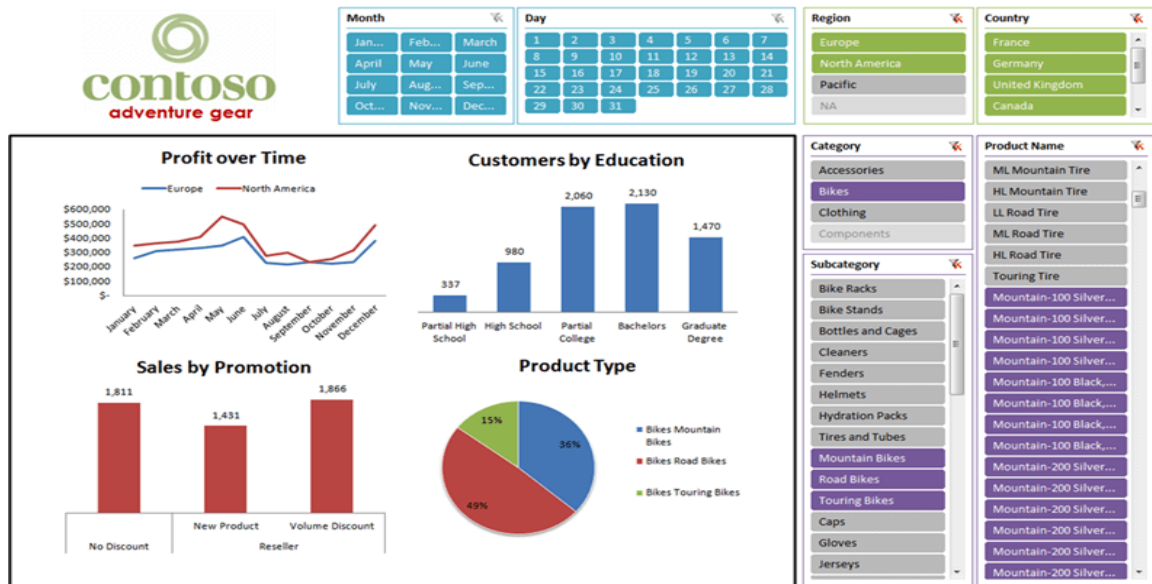 contoso
adventure gear
Month
Jan... Feb... March
April May June
July Aug... Sep...
Oct... Nov... Dec...
Day
1 2 3 4 5 6 7
8 9 10 11 12 13 14
15 16 17 18 19 20 21
22 23 24 25 26 27 28
29 30 31
Region
Europe
North America
Pacific
NA
Country
France
Germany
United Kingdom
Canada
Profit over Time
Europe North America
$600,000
$500,000
$400,000
$300,000
$200,000
$100,000
$-
January
February
March
April
May
June
July
August
September
October
November
December
Customers by Education
337
980
2,060
2,130
1,470
Partial High School
High School
Partial College
Bachelors
Graduate Degree
Sales by Promotion
1,811
1,431
1,866
New Product Volume Discount
No Discount Reseller
Product Type
15%
36%
49%
Bikes Mountain
Bikes
Bikes Road Bikes
Bikes Touring Bikes
Category
Accessories
Bikes
Clothing
Components
Subcategory
Bike Racks
Bike Stands
Bottles and Cages
Cleaners
Fenders
Helmets
Hydration Packs
Tires and Tubes
Mountain Bikes
Road Bikes
Touring Bikes
Caps
Gloves
Jerseys
Product Name
ML Mountain Tire
HL Mountain Tire
LL Road Tire
ML Road Tire
HL Road Tire
Touring Tire
Mountain-100 Silver...
Mountain-100 Silver...
Mountain-100 Silver...
Mountain-100 Silver...
Mountain-100 Black,...
Mountain-100 Black,...
Mountain-100 Black,...
Mountain-100 Black,...
Mountain-200 Silver...
Mountain-200 Silver...
Mountain-200 Silver...
Mountain-200 Silver...
Mountain-200 Silver...
Mountain-200 Silver...